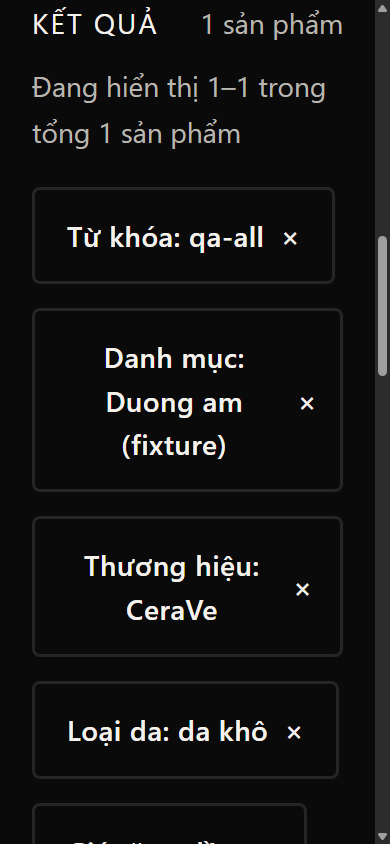 KẾT QUẢ 1 sản phẩm
Đang hiển thị 1–1 trong
tổng 1 sản phẩm
Từ khóa: qa-all ×
Danh mục:
Duong am ×
(fixture)
Thương hiệu:
CeraVe ×
Loại da: da khô ×